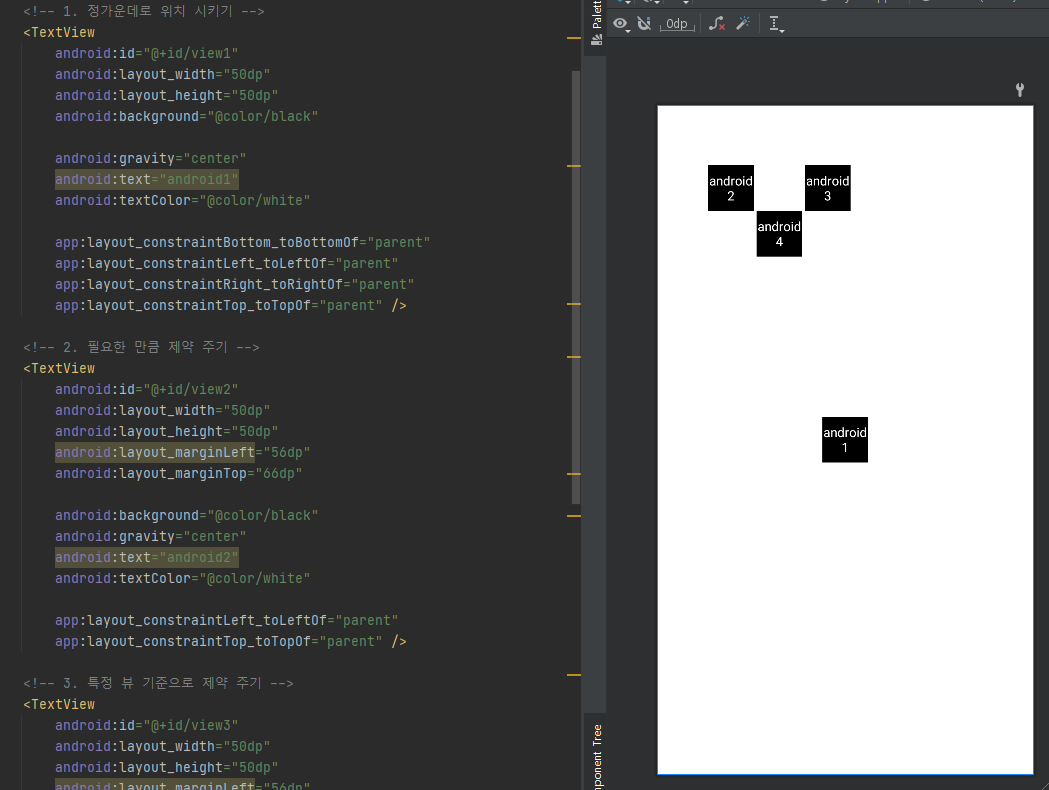 <!-- 1. 정가운데로 위치 시키기 -->
<TextView
android:id="@+id/view1"
android:layout_width="50dp"
android:layout_height="50dp"
android:background="@color/black"
android:gravity="center"
android:text="android1"
android:textColor="@color/white"
app:layout_constraintBottom_toBottomOf="parent"
app:layout_constraintLeft_toLeftOf="parent"
app:layout_constraintRight_toRightOf="parent"
app:layout_constraintTop_toTopOf="parent" />
<!-- 2. 필요한 만큼 제약 주기 -->
<TextView
android:id="@+id/view2"
android:layout_width="50dp"
android:layout_height="50dp"
android:layout_marginLeft="56dp"
android:layout_marginTop="66dp"
android:background="@color/black"
android:gravity="center"
android:text="android2"
android:textColor="@color/white"
app:layout_constraintLeft_toLeftOf="parent"
app:layout_constraintTop_toTopOf="parent" />
<!-- 3. 특정 뷰 기준으로 제약 주기 -->
<TextView
android:id="@+id/view3"
android:layout_width="50dp"
android:layout_height="50dp"
android:layout_marginLeft="56dp"
0dp
android
2
android
3
android
4
android
1